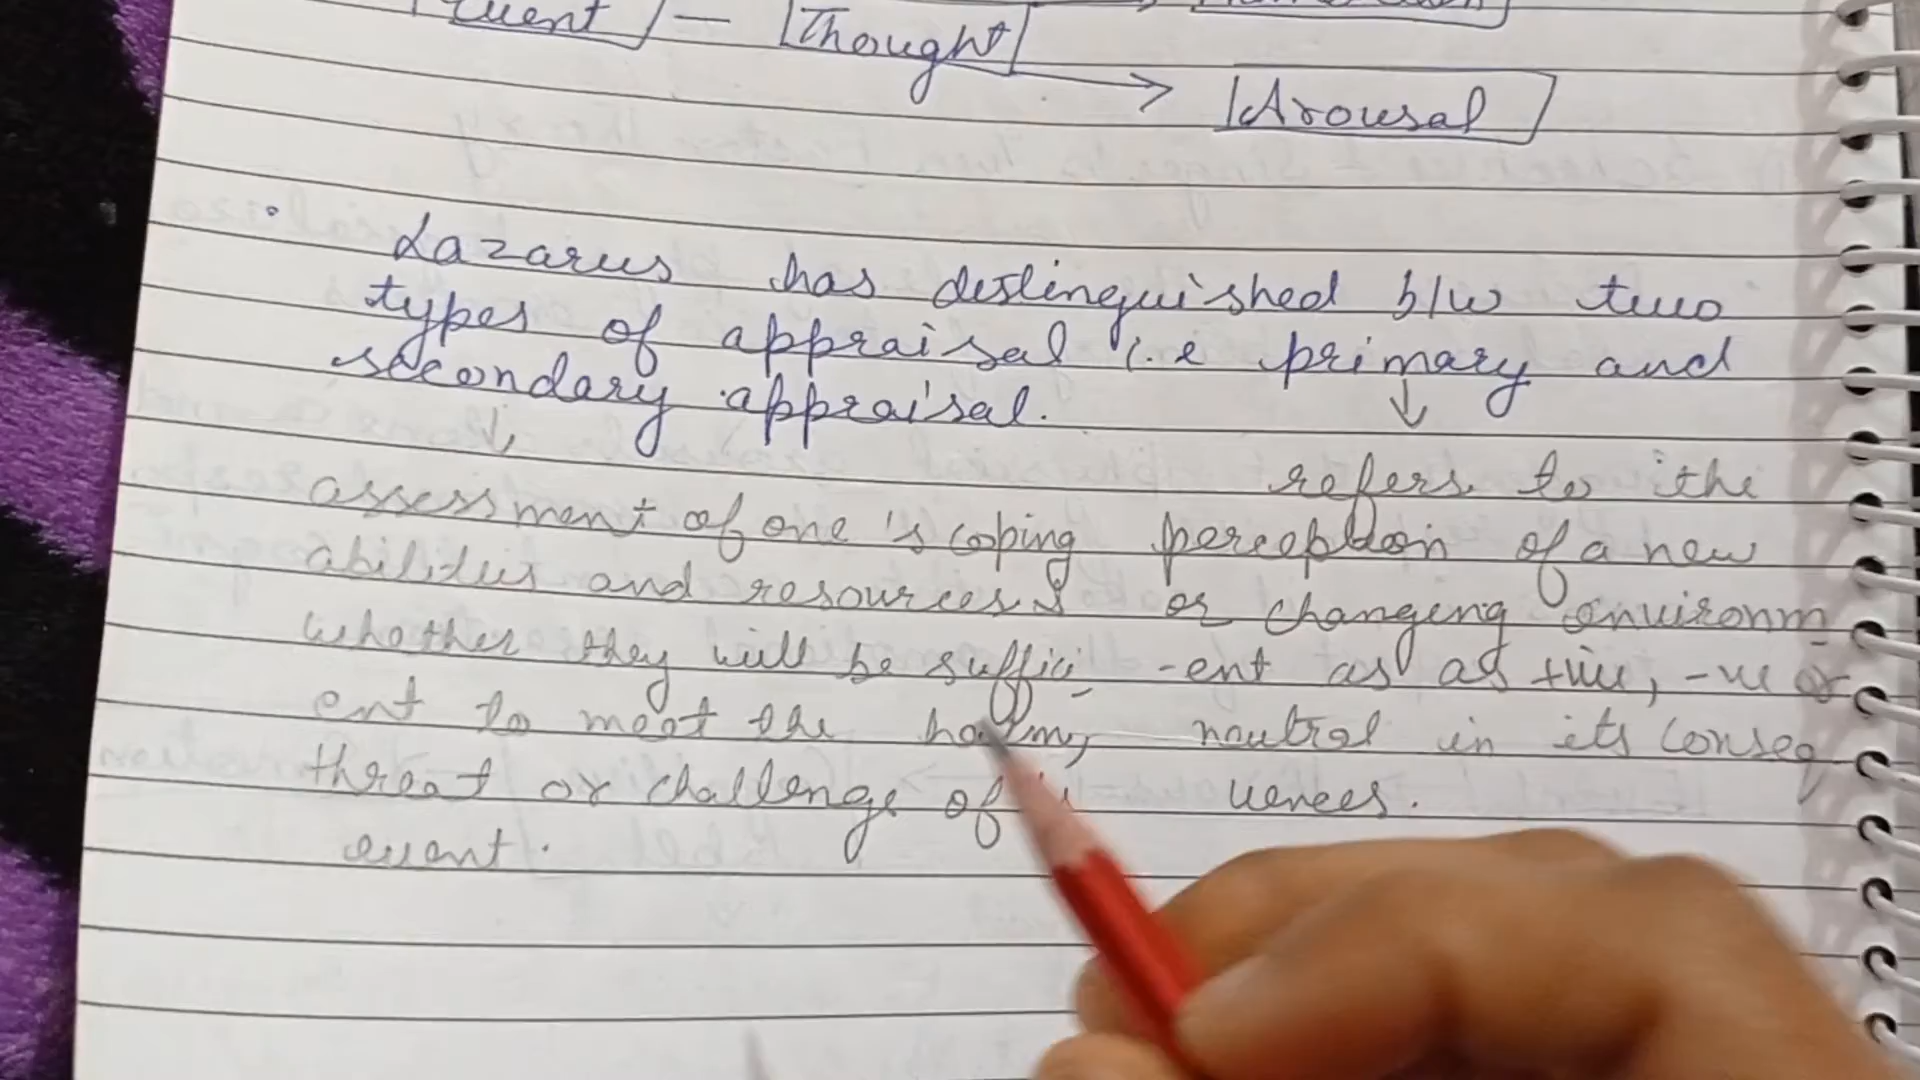 Event — Thought
Arousal
Lazarus has distinguished b/w two
types of appraisal i.e primary and
secondary appraisal.
↓
assessment of one's coping
abilities and resources &
whether they will be suffici-
ent to meet the harm,
threat or challenge of
event.
↓
refers to the
perception of a new
or changing environm
-ent as as +ive, -ve or
neutral in its conseq
uences.